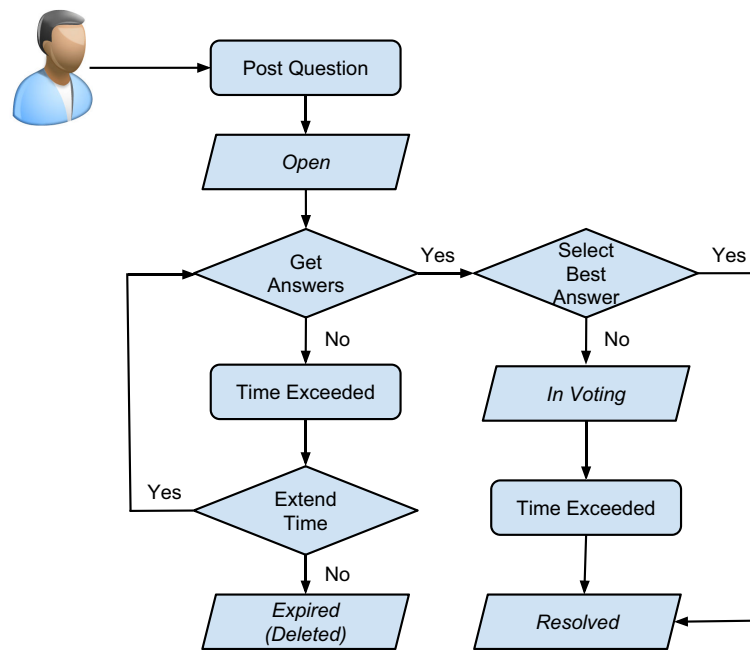 Post Question
Open
Get
Answers
Yes
Select
Best
Answer
Yes
No
No
Time Exceeded
In Voting
Yes
Extend
Time
Time Exceeded
No
Expired
(Deleted)
Resolved